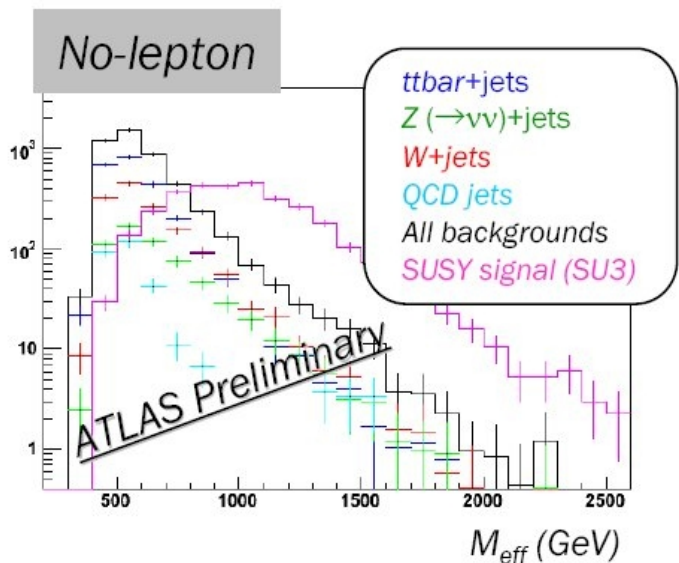 No-lepton
ttbar+jets
Z (→νν)+jets
W+jets
QCD jets
All backgrounds
SUSY signal (SU3)
10³
10²
10
1
ATLAS Preliminary
500 1000 1500 2000 2500
M_eff (GeV)